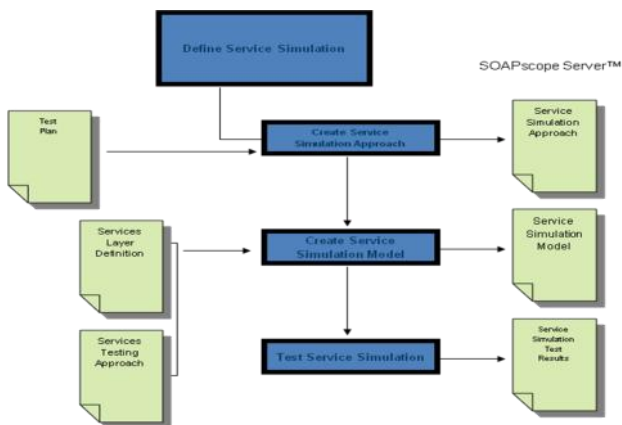 Define Service Simulation
SOAPscope Server™
Test
Plan
Create Service
Simulation Approach
Service
Simulation
Approach
Services
Layer
Definition
Create Service
Simulation Model
Service
Simulation
Model
Services
Testing
Approach
Test Service Simulation
Service
Simulation
Test
Results